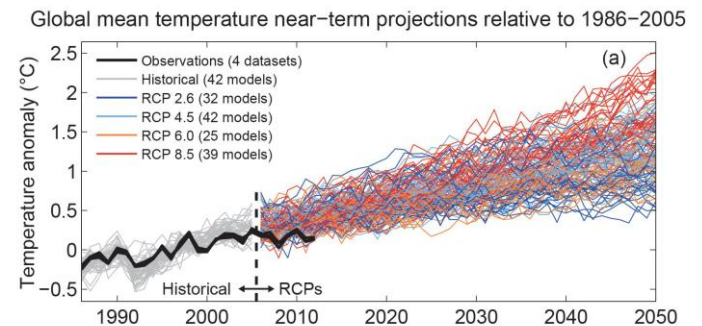 Global mean temperature near−term projections relative to 1986−2005
(a)
Observations (4 datasets)
Historical (42 models)
RCP 2.6 (32 models)
RCP 4.5 (42 models)
RCP 6.0 (25 models)
RCP 8.5 (39 models)
Temperature anomaly (°C)
2.5
2
1.5
1
0.5
0
−0.5
Historical
RCPs
1990
2000
2010
2020
2030
2040
2050